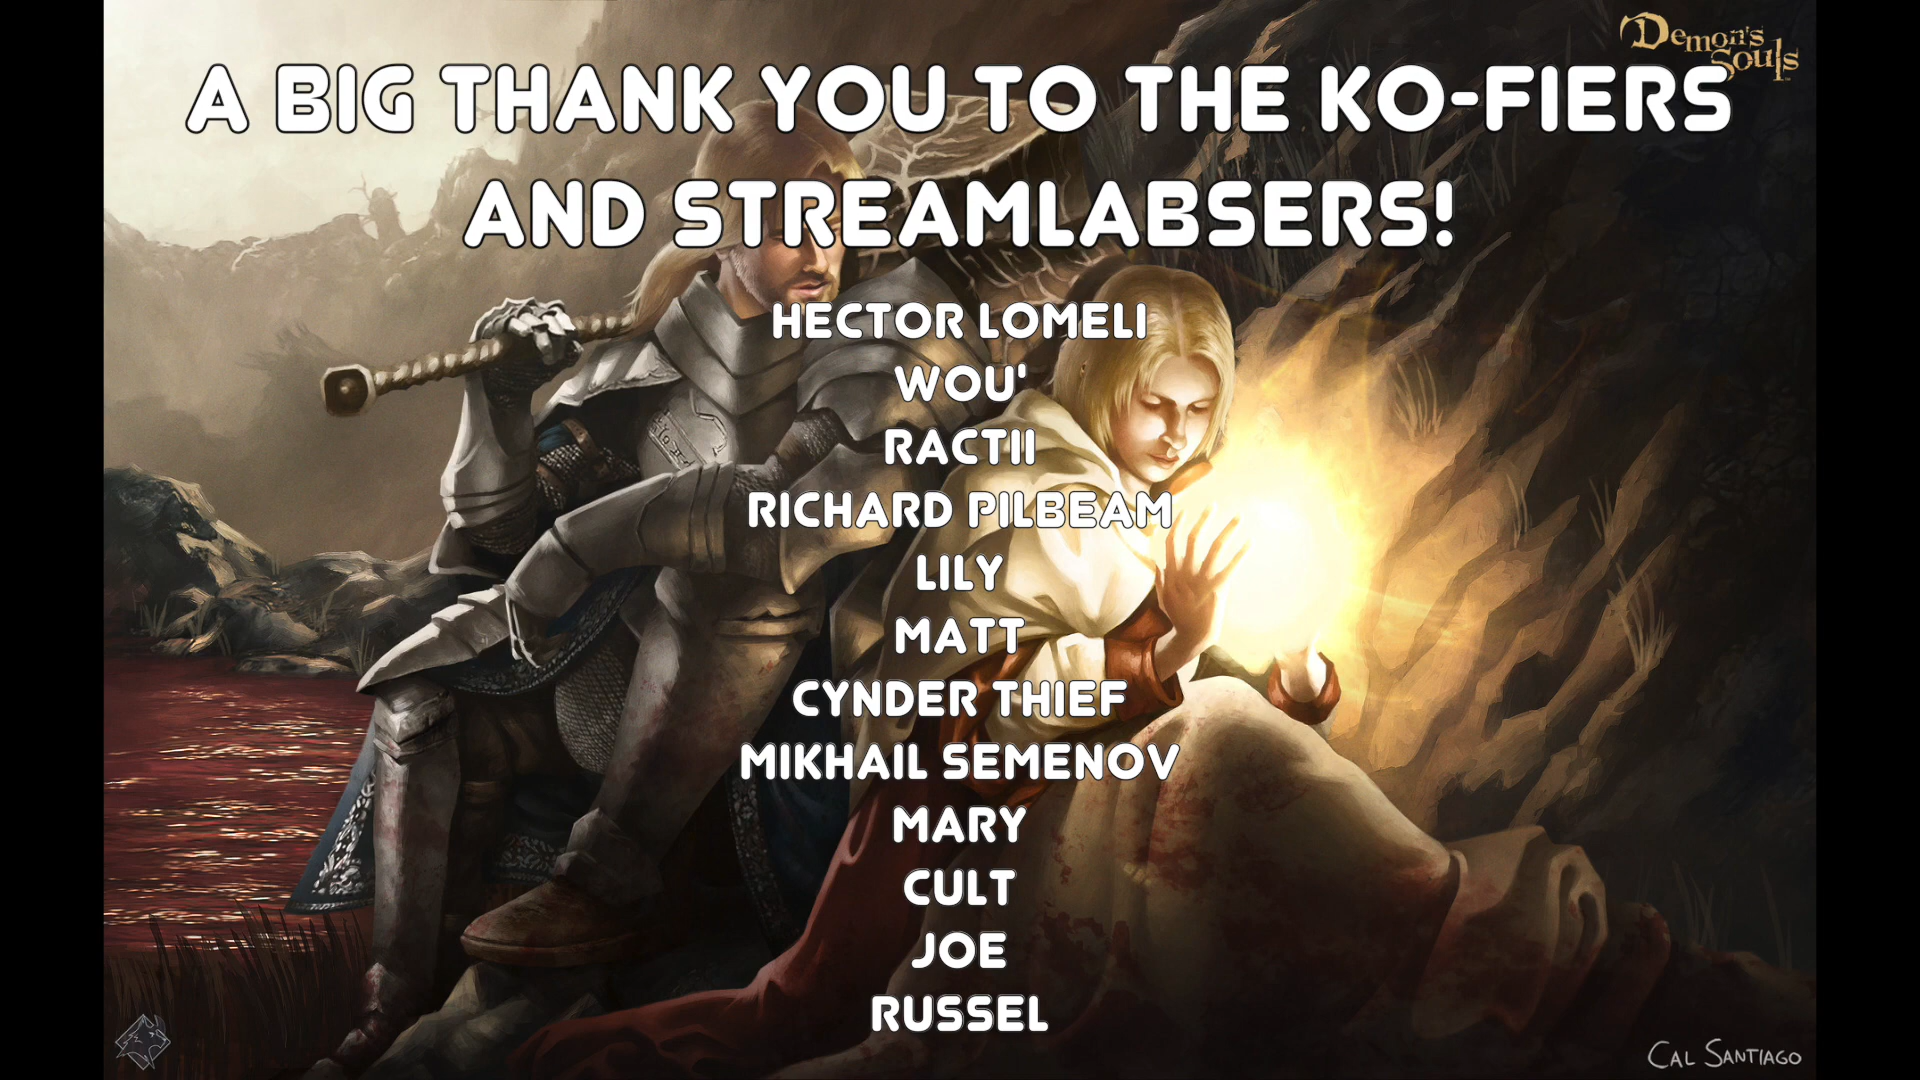 Demon's
Souls
A BIG THANK YOU TO THE KO-FIERS
AND STREAMLABSERS!
HECTOR LOMELI
WOU'
RACTII
RICHARD PILBEAM
LILY
MATT
CYNDER THIEF
MIKHAIL SEMENOV
MARY
CULT
JOE
RUSSEL
CAL SANTIAGO